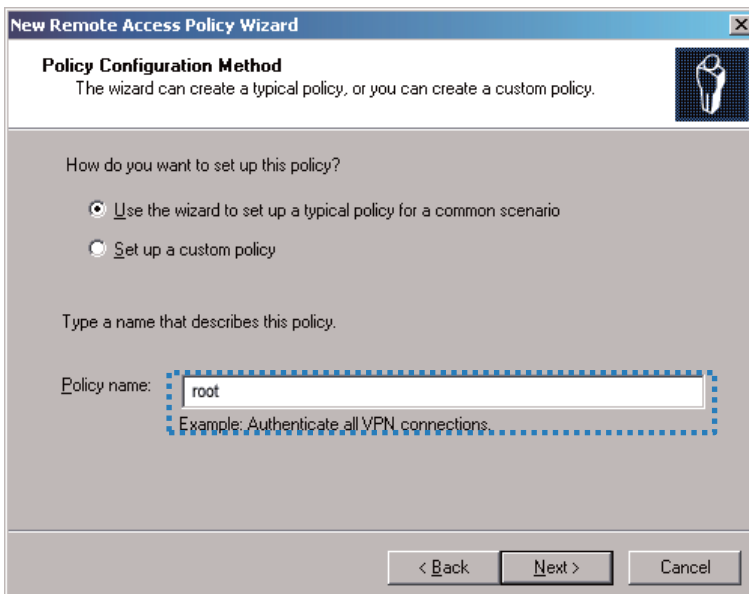 New Remote Access Policy Wizard
Policy Configuration Method
The wizard can create a typical policy, or you can create a custom policy.
How do you want to set up this policy?
Use the wizard to set up a typical policy for a common scenario
Set up a custom policy
Type a name that describes this policy.
Policy name: root
Example: Authenticate all VPN connections.
< Back Next > Cancel